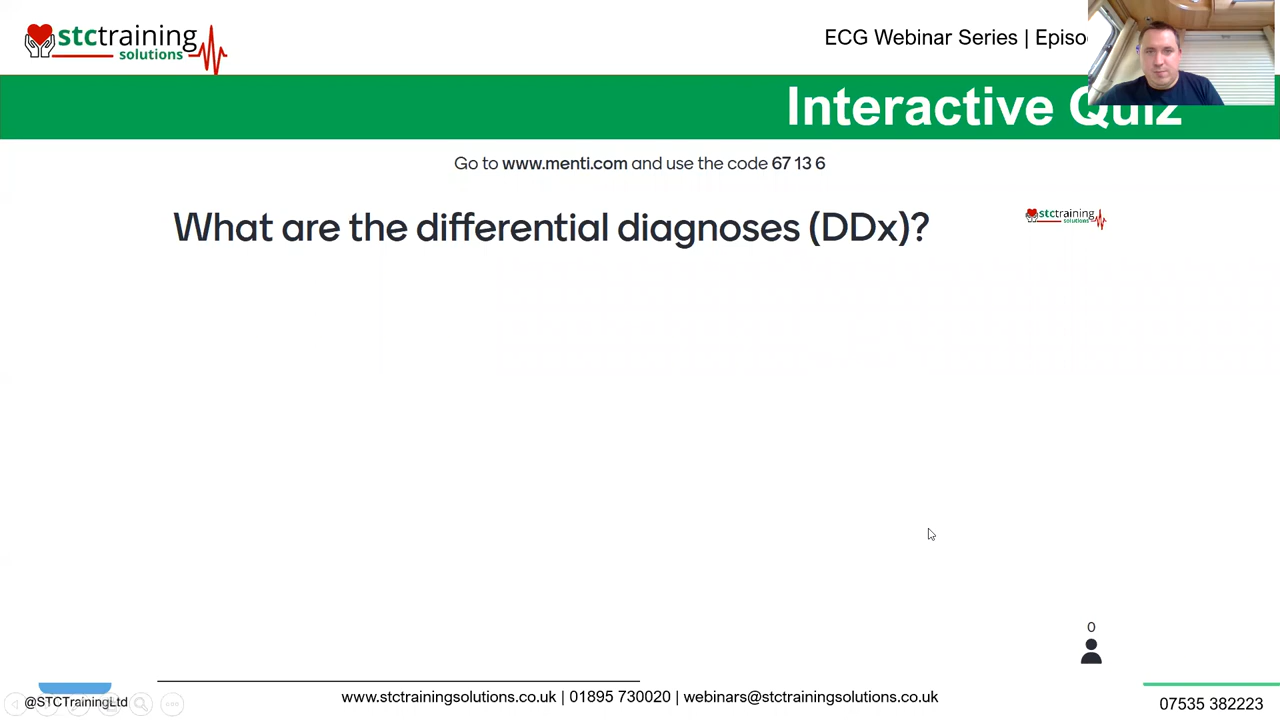 stctraining
solutions
ECG Webinar Series |
Interactive Quiz
Go to www.menti.com and use the code 67 13 6
What are the differential diagnoses (DDx)?
stctraining
solutions
0
@STCTrainingLtd
www.stctrainingsolutions.co.uk | 01895 730020 | webinars@stctrainingsolutions.co.uk
07535 382223